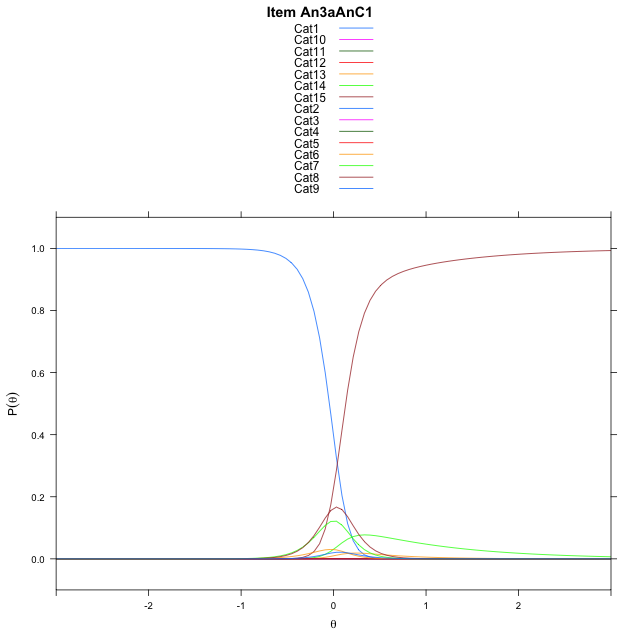 Item An3aAnC1
Cat1
Cat10
Cat11
Cat12
Cat13
Cat14
Cat15
Cat2
Cat3
Cat4
Cat5
Cat6
Cat7
Cat8
Cat9
1.0
0.8
0.6
0.4
0.2
0.0
P(θ)
-2 -1 0 1 2
θ